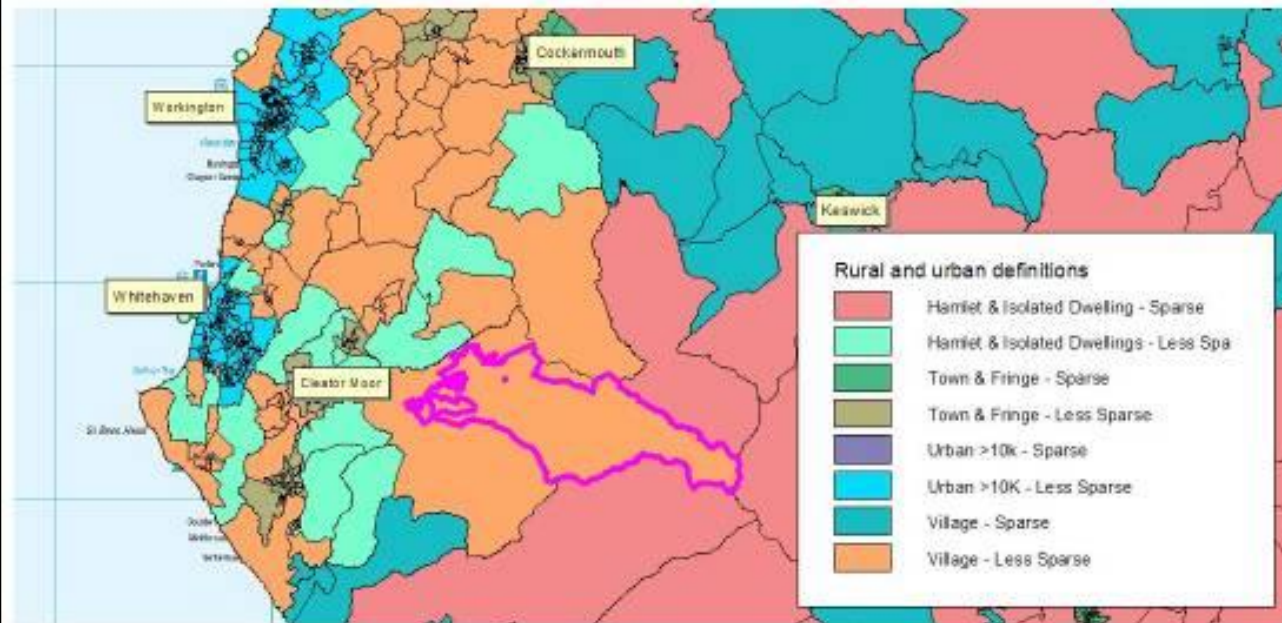 Cockermouth
Workington
Keswick
Whitehaven
Cleator Moor
St Bees Head
Rural and urban definitions
Hamlet & Isolated Dwelling - Sparse
Hamlet & Isolated Dwellings - Less Spa
Town & Fringe - Sparse
Town & Fringe - Less Sparse
Urban >10k - Sparse
Urban >10K - Less Sparse
Village - Sparse
Village - Less Sparse